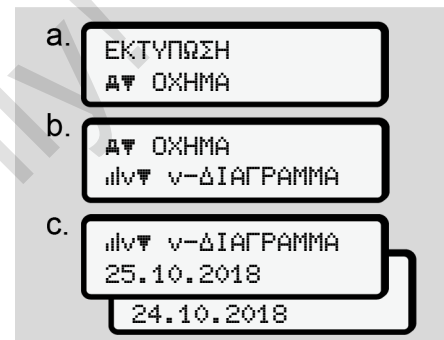 a.
ΕΚΤΥΠΩΣΗ
ΟΧΗΜΑ
b.
ΟΧΗΜΑ
v-ΔΙΑΓΡΑΜΜΑ
c.
v-ΔΙΑΓΡΑΜΜΑ
25.10.2018
24.10.2018